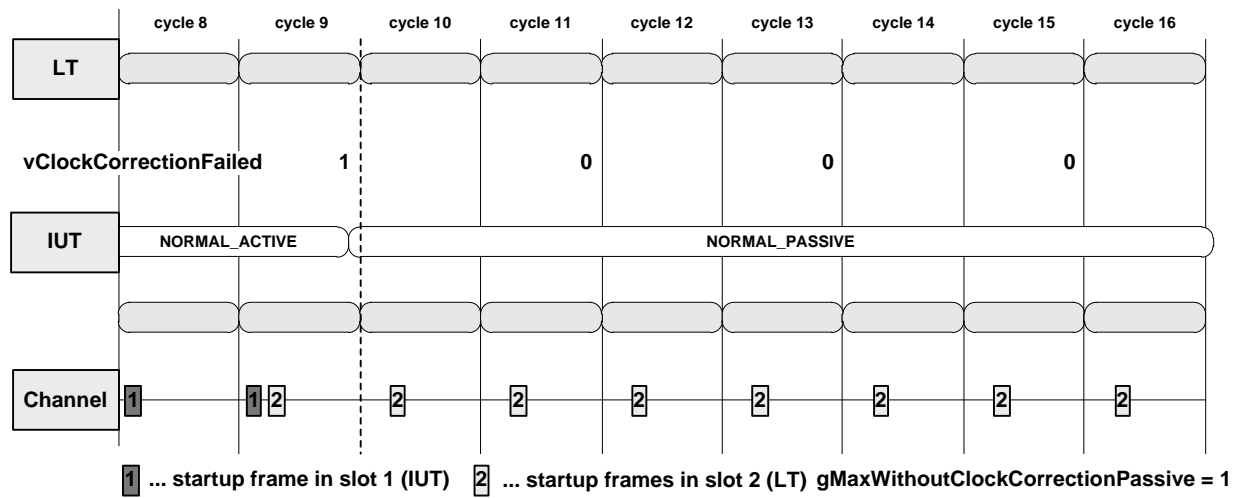 cycle 8 cycle 9 cycle 10 cycle 11 cycle 12 cycle 13 cycle 14 cycle 15 cycle 16
LT
vClockCorrectionFailed 1 0 0 0
IUT NORMAL_ACTIVE NORMAL_PASSIVE
Channel 1 1 2 2 2 2 2 2 2 2
1 ... startup frame in slot 1 (IUT) 2 ... startup frames in slot 2 (LT) gMaxWithoutClockCorrectionPassive = 1